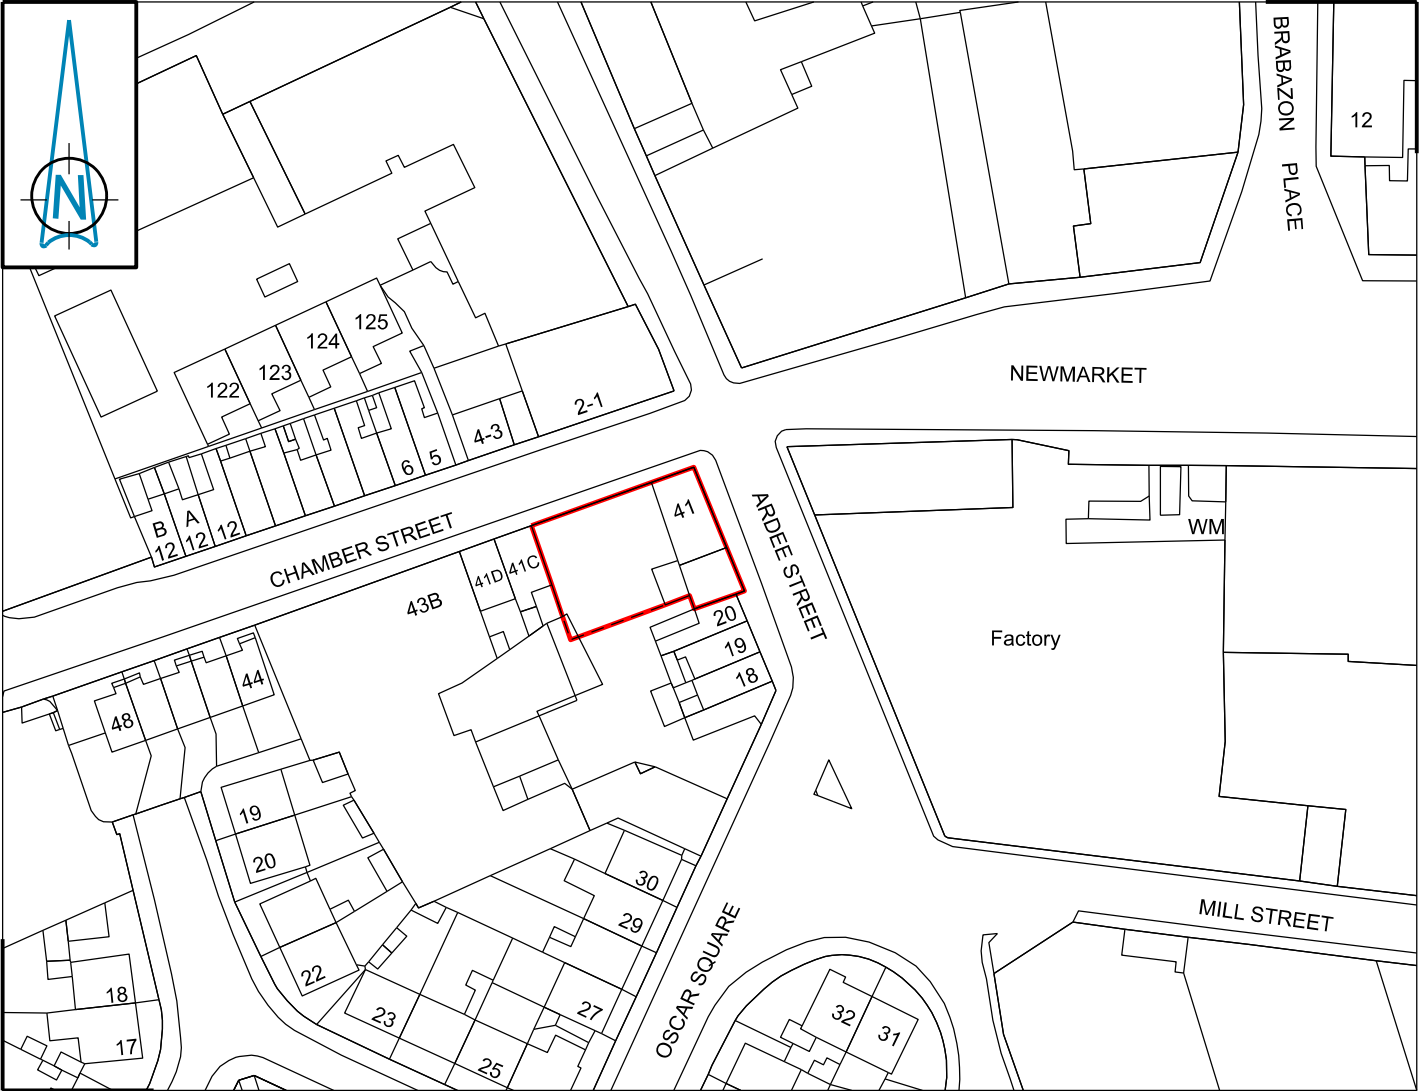 N
BRABAZON PLACE
12
122
123
124
125
NEWMARKET
2-1
4-3
5
6
12
A
12
B
12
CHAMBER STREET
41
41C
41D
43B
ARDEE STREET
20
19
18
WM
Factory
44
48
19
20
22
23
25
27
29
30
OSCAR SQUARE
MILL STREET
18
17
32
31